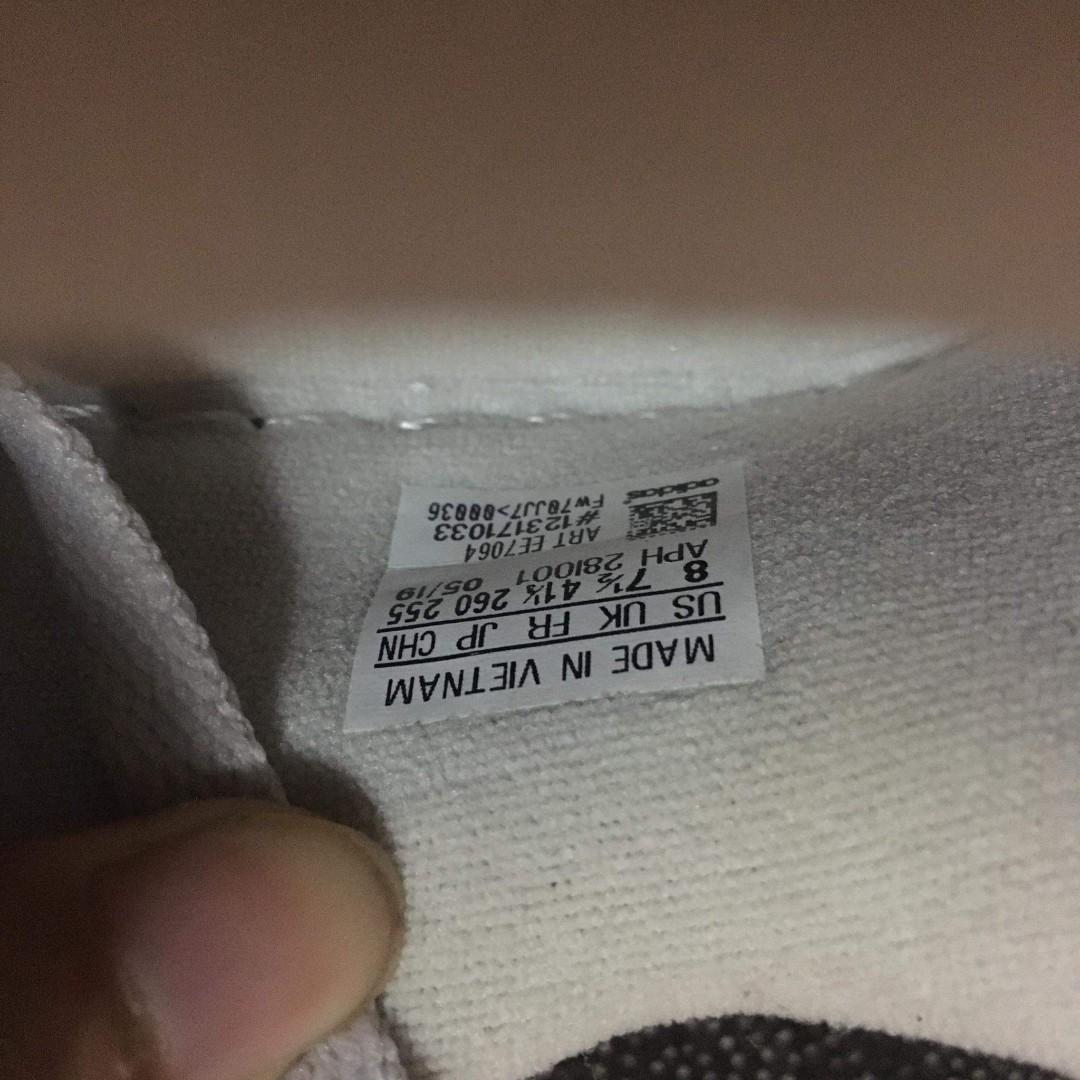 MADE IN VIETNAM
US UK FR JP CHN
8 7½ 41⅓ 260 255
APH 281001 05/19
ART EE7064
#123171033
FW70JJ7>00036
adidas